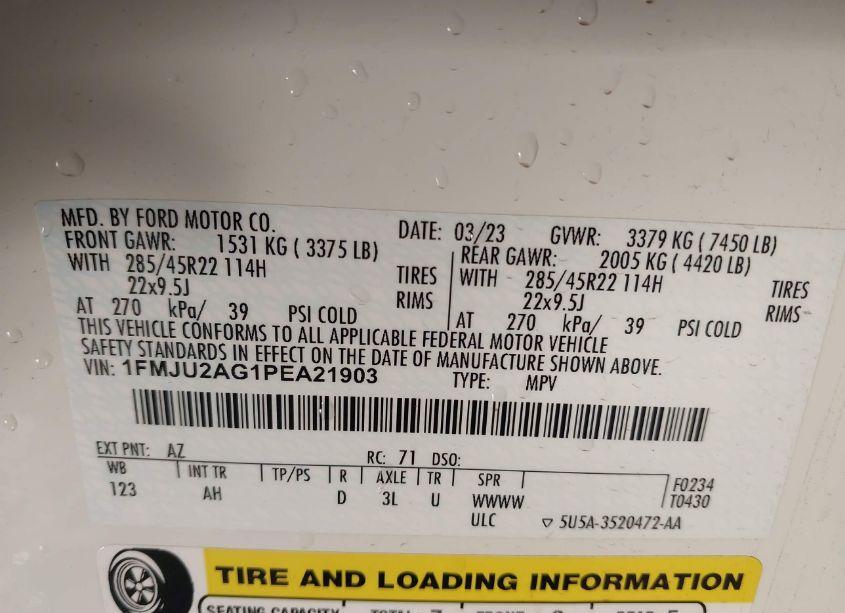 MFD. BY FORD MOTOR CO.
DATE: 03/23 GVWR: 3379 KG ( 7450 LB)
FRONT GAWR: 1531 KG ( 3375 LB)
REAR GAWR: 2005 KG ( 4420 LB)
WITH 285/45R22 114H TIRES
WITH 285/45R22 114H TIRES
22x9.5J RIMS
22x9.5J RIMS
AT 270 kPa/ 39 PSI COLD
AT 270 kPa/ 39 PSI COLD
THIS VEHICLE CONFORMS TO ALL APPLICABLE FEDERAL MOTOR VEHICLE
SAFETY STANDARDS IN EFFECT ON THE DATE OF MANUFACTURE SHOWN ABOVE.
VIN: 1FMJU2AG1PEA21903 TYPE: MPV
EXT PNT: AZ RC: 71 DSO:
WB INT TR TP/PS R AXLE TR SPR F0234
123 AH D 3L U WWWW T0430
ULC ▽ 5U5A-3520472-AA
TIRE AND LOADING INFORMATION
SEATING CAPACITY TOTAL